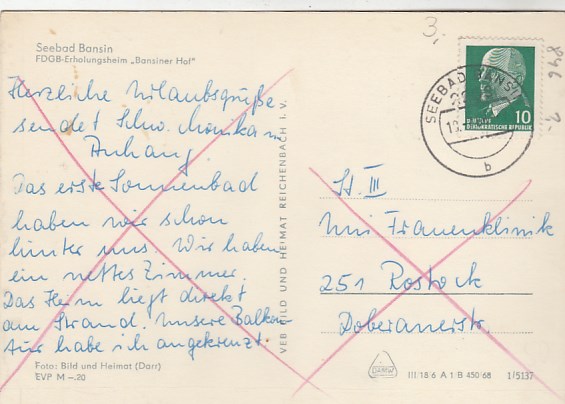 3,-
Seebad Bansin
FDGB-Erholungsheim „Bansiner Hof"
Herzliche Urlaubsgrüße
sendet Schw. Monika m
Anhang
Das erste Sonnenbad
haben wir schon
hinter uns. Wir haben
ein nettes Zimmer.
Das Heim liegt direkt
am Strand. Unsere Balkon
tür habe ich angekreuzt.
Foto: Bild und Heimat (Darr)
EVP M –.20
VEB BILD UND HEIMAT REICHENBACH I. V.
SEEBAD BANSIN
b
10
DEUTSCHE
DEMOKRATISCHE REPUBLIK
846
St. III
Uni Frauenklinik
251 Rostock
Doberanerstr.
III/18/6 A 1 B 450/68 1/5137